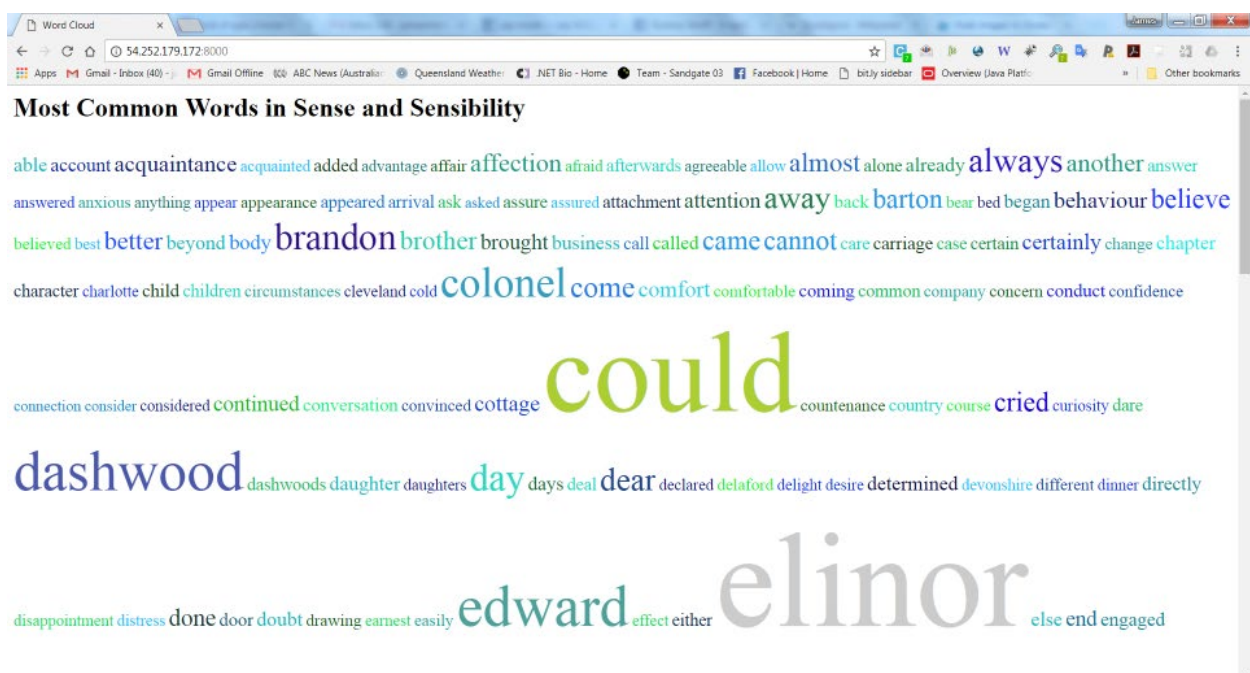 Word Cloud
James
54.252.179.172:8000
Apps Gmail - Inbox (40) - j Gmail Offline ABC News (Australia Queensland Weather .NET Bio - Home Team - Sandgate 03 Facebook | Home bit.ly sidebar Overview (Java Platfo » Other bookmarks
Most Common Words in Sense and Sensibility
able account acquaintance acquainted added advantage affair affection afraid afterwards agreeable allow almost alone already always another answer
answered anxious anything appear appearance appeared arrival ask asked assure assured attachment attention away back barton bear bed began behaviour believe
believed best better beyond body brandon brother brought business call called came cannot care carriage case certain certainly change chapter
character charlotte child children circumstances cleveland cold colonel come comfort comfortable coming common company concern conduct confidence
connection consider considered continued conversation convinced cottage could countenance country course cried curiosity dare
dashwood dashwoods daughter daughters day days deal dear declared delaford delight desire determined devonshire different dinner directly
disappointment distress done door doubt drawing earnest easily edward effect either elinor else end engaged